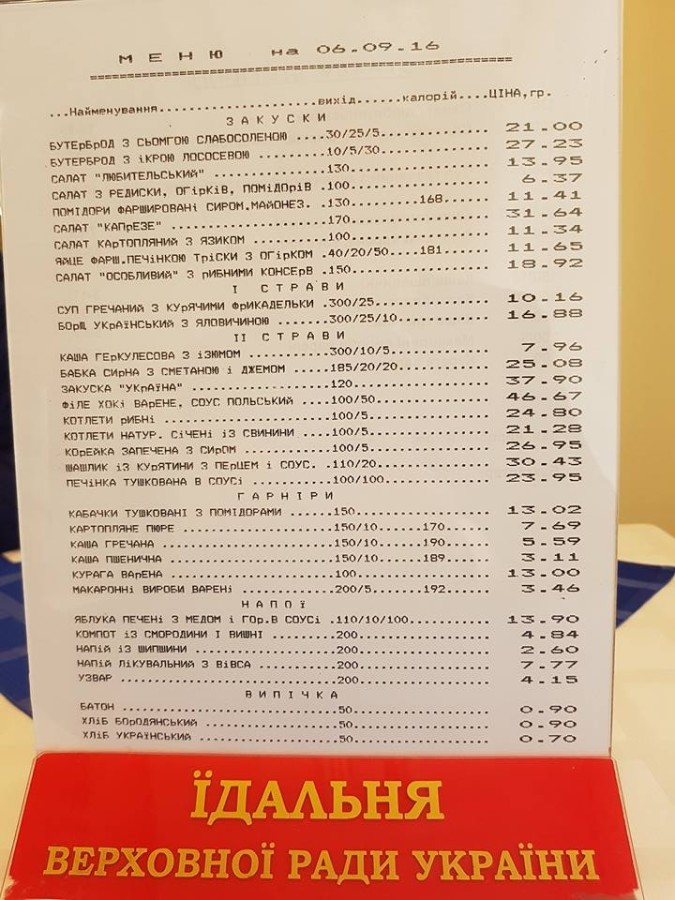 М Е Н Ю на 06.09.16
==================================================
...Найменування......................вихід......калорій....ЦІНА,гр.
З А К У С К И
БУТЕРБРОД З СЬОМГОЮ СЛАБОСОЛЕНОЮ ....30/25/5................ 21.00
БУТЕРБРОД З ІКРОЮ ЛОСОСЕВОЮ .........10/5/30................ 27.23
САЛАТ "ЛЮБИТЕЛЬСЬКИЙ" ...............130.................... 13.95
САЛАТ З РЕДИСКИ, ОГІРКІВ, ПОМІДОРІВ .100.................... 6.37
ПОМІДОРИ ФАРШИРОВАНІ СИРОМ.МАЙОНЕЗ. .130.........168........ 11.41
САЛАТ "КАПРЕЗЕ" .....................170.................... 31.64
САЛАТ КАРТОПЛЯНИЙ З ЯЗИКОМ ..........100.................... 11.34
ЯЙЦЕ ФАРШ.ПЕЧІНКОЮ ТРІСКИ З ОГІРКОМ .40/20/50....181........ 11.65
САЛАТ "ОСОБЛИВИЙ" З РИБНИМИ КОНСЕРВ .150.................... 18.92
І С Т Р А В И
СУП ГРЕЧАНИЙ З КУРЯЧИМИ ФРИКАДЕЛЬКИ .300/25................. 10.16
БОРЩ УКРАЇНСЬКИЙ З ЯЛОВИЧИНОЮ .......300/25/10.............. 16.88
ІІ С Т Р А В И
КАША ГЕРКУЛЕСОВА З ІЗЮМОМ ...........300/10/5............... 7.96
БАБКА СИРНА З СМЕТАНОЮ І ДЖЕМОМ .....185/20/20.............. 25.08
ЗАКУСКА "УКРАЇНА" ...................120.................... 37.90
ФІЛЕ ХОКІ ВАРЕНЕ, СОУС ПОЛЬСЬКИЙ ....100/50................. 46.67
КОТЛЕТИ РИБНІ .......................100/5.................. 24.80
КОТЛЕТИ НАТУР. СІЧЕНІ ІЗ СВИНИНИ ....100/5.................. 21.28
КОРЕЙКА ЗАПЕЧЕНА З СИРОМ ............100/5.................. 26.95
ШАШЛИК ІЗ КУРЯТИНИ З ПЕРЦЕМ І СОУС. .110/20................. 30.43
ПЕЧІНКА ТУШКОВАНА В СОУСІ ...........100/100................ 23.95
Г А Р Н І Р И
КАБАЧКИ ТУШКОВАНІ З ПОМІДОРАМИ ......150.................... 13.02
КАРТОПЛЯНЕ ПЮРЕ .....................150/10......170........ 7.69
КАША ГРЕЧАНА ........................150/10......190........ 5.59
КАША ПШЕНИЧНА .......................150/10......189........ 3.11
КУРАГА ВАРЕНА .......................100.................... 13.00
МАКАРОННІ ВИРОБИ ВАРЕНІ .............200/5.......192........ 3.46
Н А П О Ї
ЯБЛУКА ПЕЧЕНІ З МЕДОМ І ГОР.В СОУСІ .110/10/100............. 13.90
КОМПОТ ІЗ СМОРОДИНИ І ВИШНІ .........200.................... 4.84
НАПІЙ ІЗ ШИПШИНИ ....................200.................... 2.60
НАПІЙ ЛІКУВАЛЬНИЙ З ВІВСА ...........200.................... 7.77
УЗВАР ...............................200.................... 4.15
В И П І Ч К А
БАТОН ...............................50..................... 0.90
ХЛІБ БОРОДЯНСЬКИЙ ...................50..................... 0.90
ХЛІБ УКРАЇНСЬКИЙ ....................50..................... 0.70
ЇДАЛЬНЯ
ВЕРХОВНОЇ РАДИ УКРАЇНИ